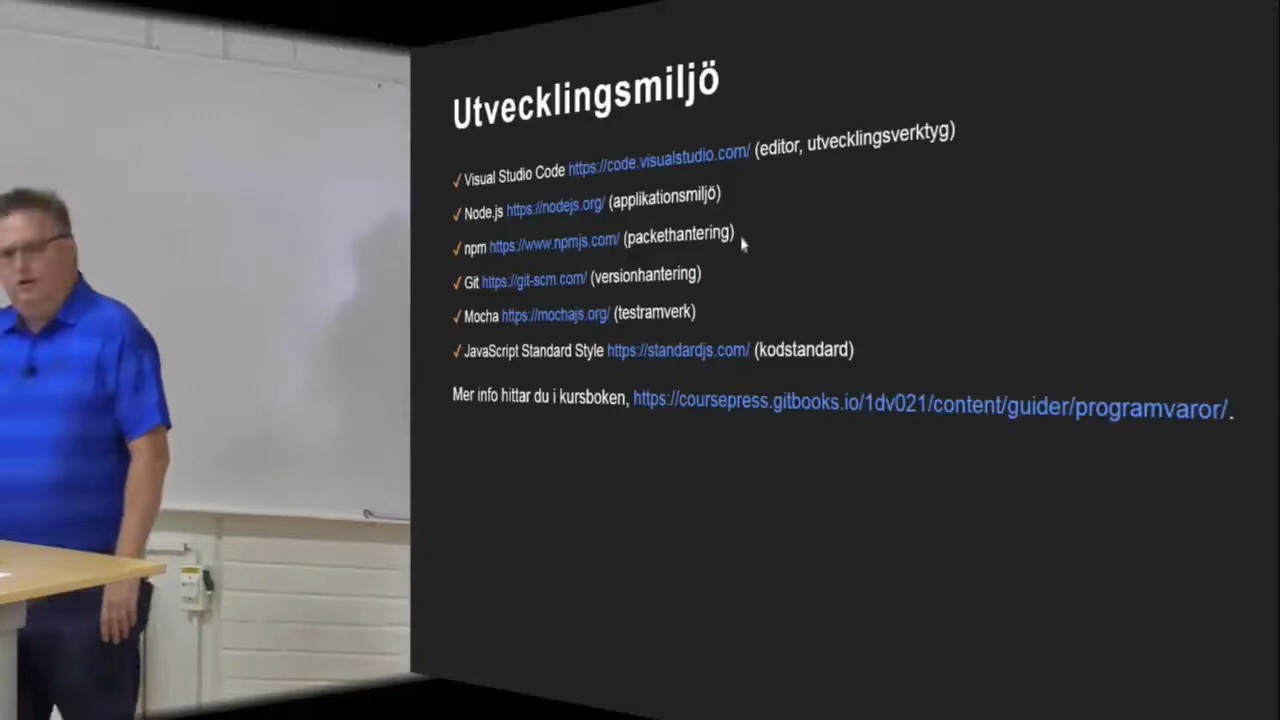 Utvecklingsmiljö
✓ Visual Studio Code https://code.visualstudio.com/ (editor, utvecklingsverktyg)
✓ Node.js https://nodejs.org/ (applikationsmiljö)
✓ npm https://www.npmjs.com/ (packethantering)
✓ Git https://git-scm.com/ (versionhantering)
✓ Mocha https://mochajs.org/ (testramverk)
✓ JavaScript Standard Style https://standardjs.com/ (kodstandard)
Mer info hittar du i kursboken, https://coursepress.gitbooks.io/1dv021/content/guider/programvaror/.